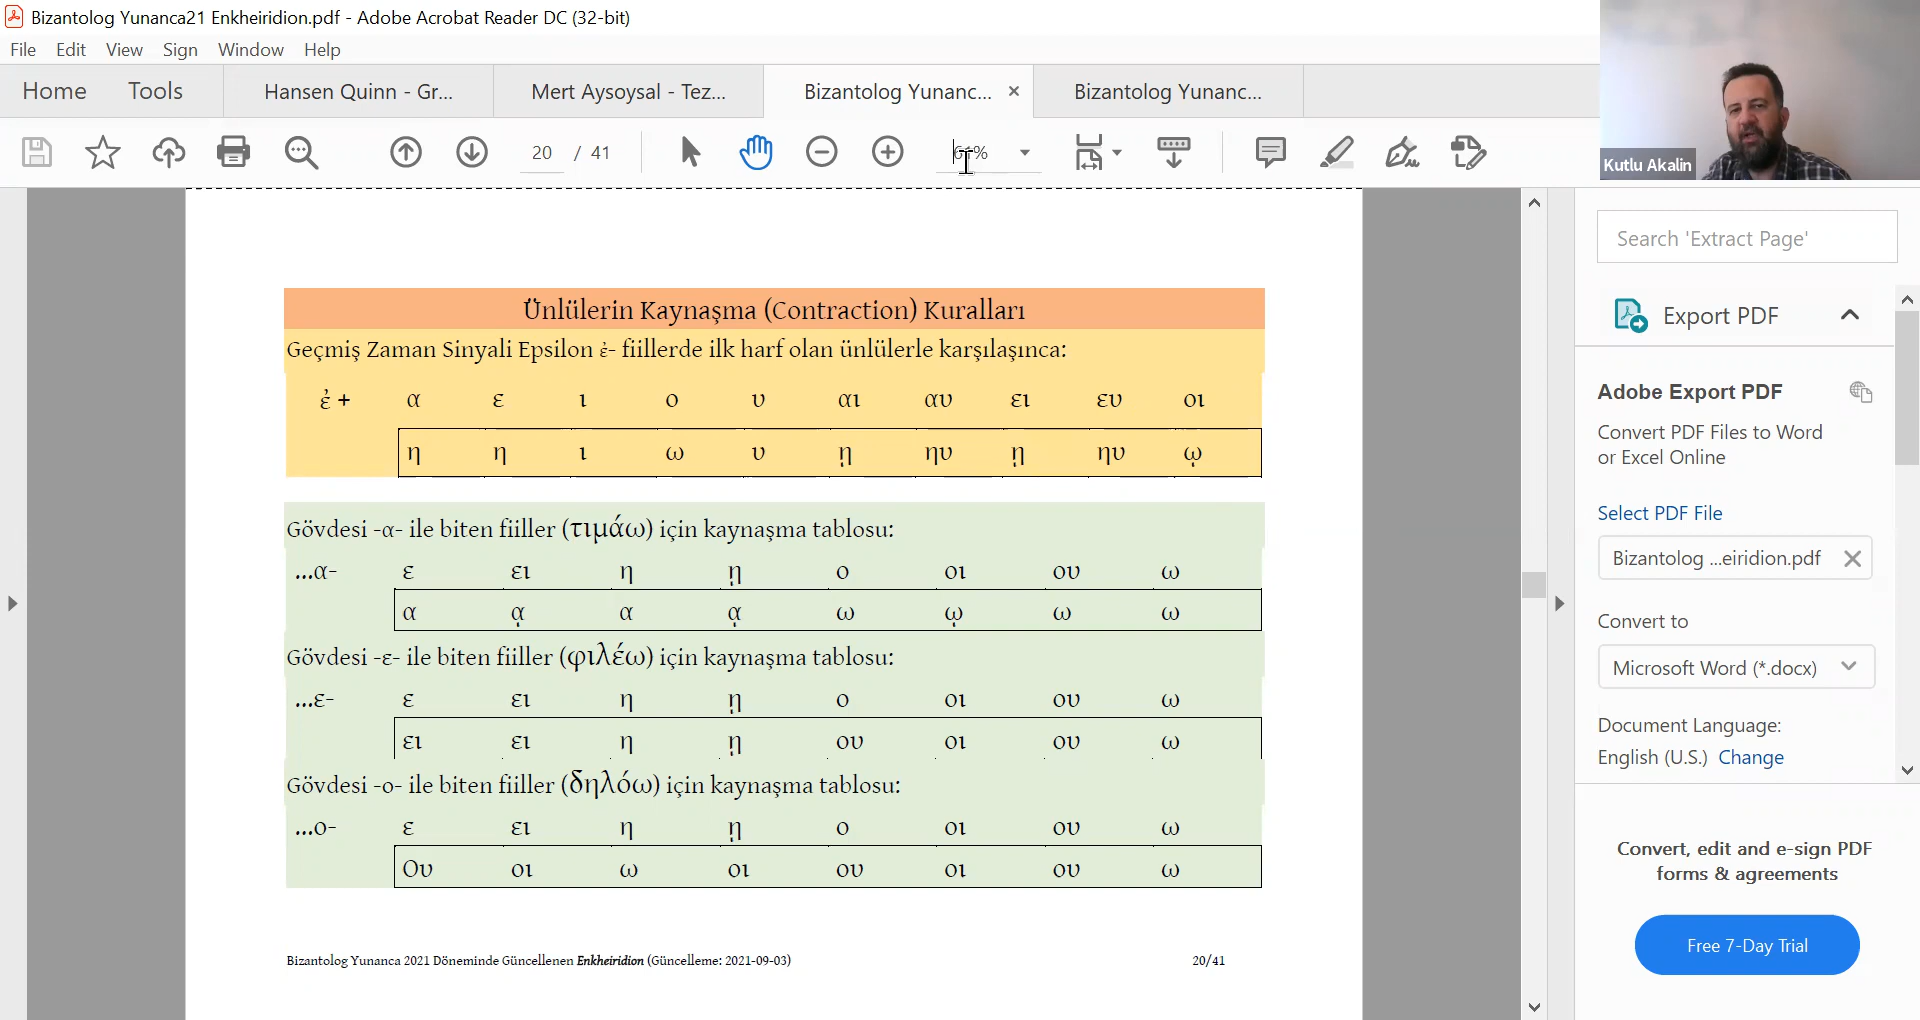 Bizantolog Yunanca21 Enkheiridion.pdf - Adobe Acrobat Reader DC (32-bit)
File Edit View Sign Window Help
Home Tools Hansen Quinn - Gr... Mert Aysoysal - Tez... Bizantolog Yunanc... × Bizantolog Yunanc...
20 / 41
Kutlu Akalin
Ünlülerin Kaynaşma (Contraction) Kuralları
Geçmiş Zaman Sinyali Epsilon ἐ- fiillerde ilk harf olan ünlülerle karşılaşınca:
ἐ + α ε ι ο υ αι αυ ει ευ οι
η η ι ω υ ῃ ηυ ῃ ηυ ῳ
Gövdesi -α- ile biten fiiller (τιμάω) için kaynaşma tablosu:
...α- ε ει η ῃ ο οι ου ω
α ᾳ α ᾳ ω ῳ ω ω
Gövdesi -ε- ile biten fiiller (φιλέω) için kaynaşma tablosu:
...ε- ε ει η ῃ ο οι ου ω
ει ει η ῃ ου οι ου ω
Gövdesi -ο- ile biten fiiller (δηλόω) için kaynaşma tablosu:
...ο- ε ει η ῃ ο οι ου ω
Ου οι ω οι ου οι ου ω
Bizantolog Yunanca 2021 Döneminde Güncellenen Enkheiridion (Güncelleme: 2021-09-03) 20/41
Search 'Extract Page'
Export PDF
Adobe Export PDF
Convert PDF Files to Word
or Excel Online
Select PDF File
Bizantolog ...eiridion.pdf
Convert to
Microsoft Word (*.docx)
Document Language:
English (U.S.) Change
Convert, edit and e-sign PDF
forms & agreements
Free 7-Day Trial